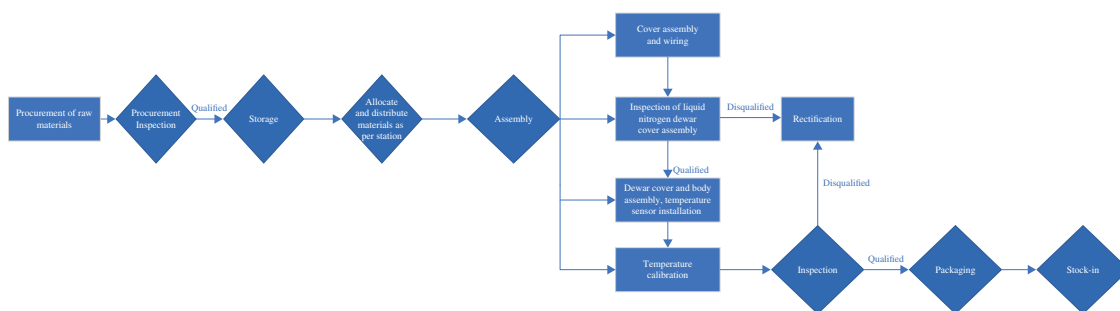 Cover assembly
and wiring
Procurement of raw
materials
Procurement
Inspection
Qualified
Storage
Allocate
and distribute
materials as
per station
Assembly
Inspection of liquid
nitrogen dewar
cover assembly
Disqualified
Rectification
Qualified
Dewar cover and body
assembly, temperature
sensor installation
Disqualified
Temperature
calibration
Inspection
Qualified
Packaging
Stock-in